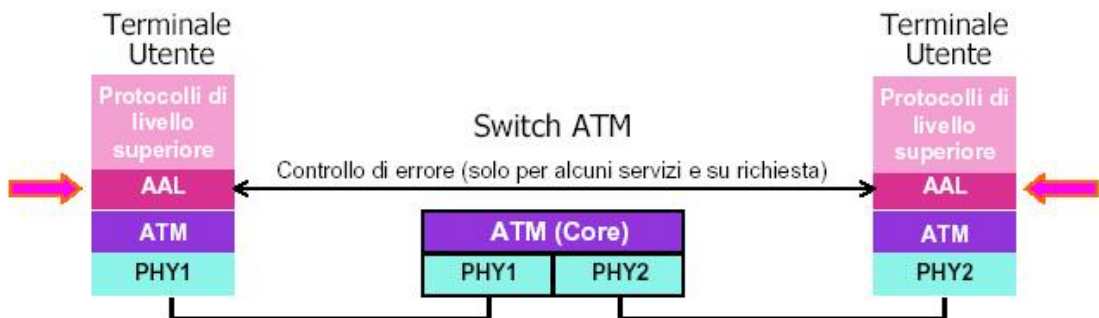 Terminale
Utente
Protocolli di
livello
superiore
AAL
ATM
PHY1
Switch ATM
Controllo di errore (solo per alcuni servizi e su richiesta)
ATM (Core)
PHY1
PHY2
Terminale
Utente
Protocolli di
livello
superiore
AAL
ATM
PHY2